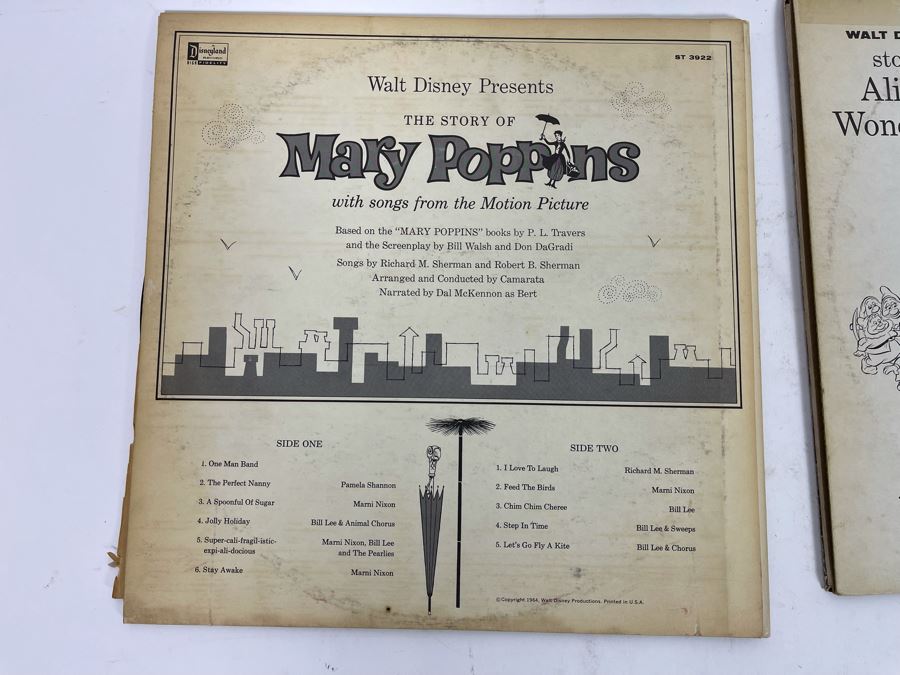 Disneyland
RECORDS
HIGH FIDELITY
ST 3922
Walt Disney Presents
THE STORY OF
Mary Poppins
with songs from the Motion Picture
Based on the "MARY POPPINS" books by P. L. Travers
and the Screenplay by Bill Walsh and Don DaGradi
Songs by Richard M. Sherman and Robert B. Sherman
Arranged and Conducted by Camarata
Narrated by Dal McKennon as Bert
SIDE ONE
1. One Man Band
2. The Perfect Nanny Pamela Shannon
3. A Spoonful Of Sugar Marni Nixon
4. Jolly Holiday Bill Lee & Animal Chorus
5. Super-cali-fragil-istic- Marni Nixon, Bill Lee
expi-ali-docious and The Pearlies
6. Stay Awake Marni Nixon
SIDE TWO
1. I Love To Laugh Richard M. Sherman
2. Feed The Birds Marni Nixon
3. Chim Chim Cheree Bill Lee
4. Step In Time Bill Lee & Sweeps
5. Let's Go Fly A Kite Bill Lee & Chorus
©Copyright 1964, Walt Disney Productions. Printed in U.S.A.
WALT D
sto
Ali
Wond